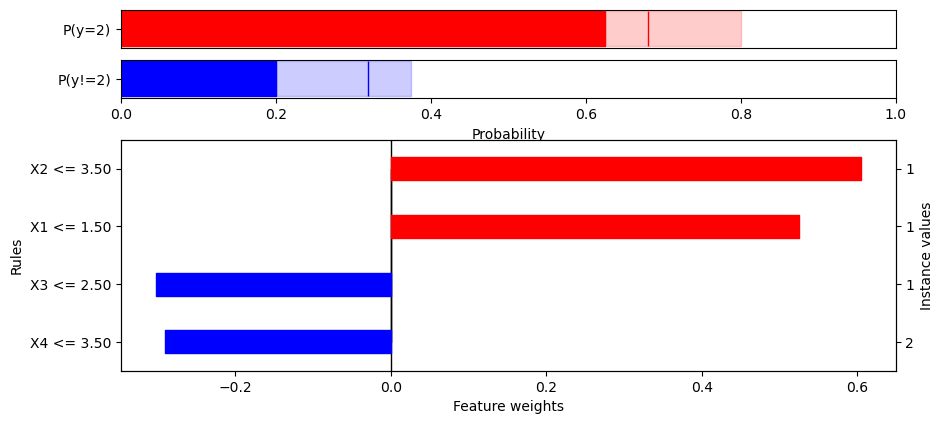 P(y=2)
P(y!=2)
0.0 0.2 0.4 0.6 0.8 1.0
Probability
X2 <= 3.50 1
X1 <= 1.50 1
X3 <= 2.50 1
X4 <= 3.50 2
Rules
Instance values
−0.2 0.0 0.2 0.4 0.6
Feature weights